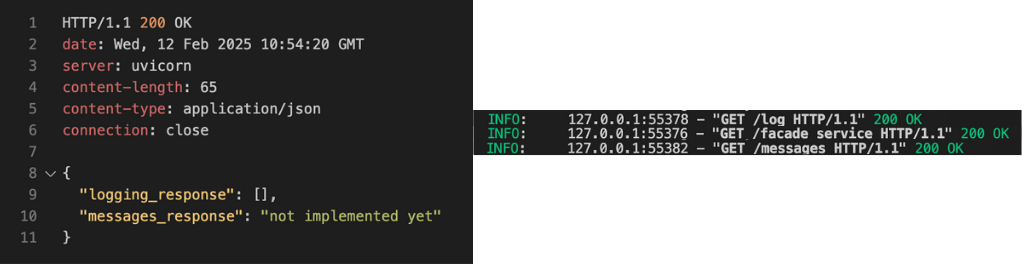 1 HTTP/1.1 200 OK
2 date: Wed, 12 Feb 2025 10:54:20 GMT
3 server: uvicorn
4 content-length: 65
5 content-type: application/json
6 connection: close
7
8 {
9 "logging_response": [],
10 "messages_response": "not implemented yet"
11 }
INFO: 127.0.0.1:55378 - "GET /log HTTP/1.1" 200 OK
INFO: 127.0.0.1:55376 - "GET /facade_service HTTP/1.1" 200 OK
INFO: 127.0.0.1:55382 - "GET /messages HTTP/1.1" 200 OK